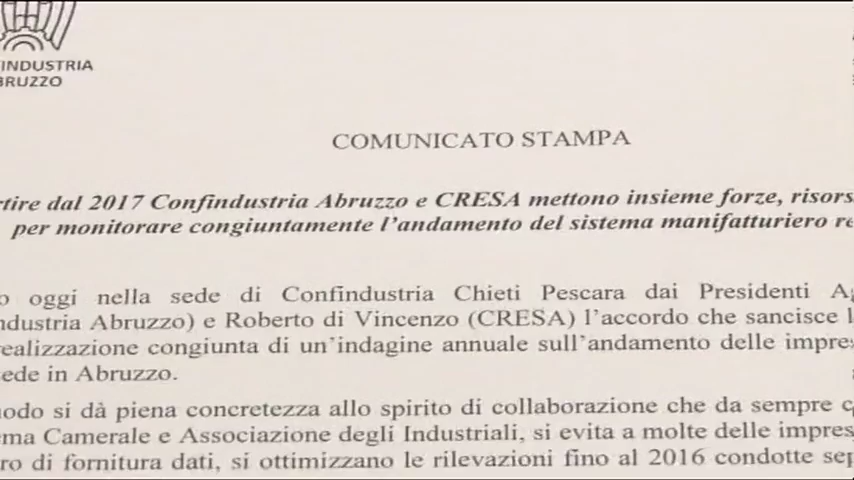 INDUSTRIA
BRUZZO
COMUNICATO STAMPA
rtire dal 2017 Confindustria Abruzzo e CRESA mettono insieme forze, risors
per monitorare congiuntamente l'andamento del sistema manifatturiero re
o oggi nella sede di Confindustria Chieti Pescara dai Presidenti Ag
ndustria Abruzzo) e Roberto di Vincenzo (CRESA) l'accordo che sancisce l
realizzazione congiunta di un'indagine annuale sull'andamento delle impres
ede in Abruzzo.
odo si dà piena concretezza allo spirito di collaborazione che da sempre c
ema Camerale e Associazione degli Industriali, si evita a molte delle impres
ro di fornitura dati, si ottimizzano le rilevazioni fino al 2016 condotte sep